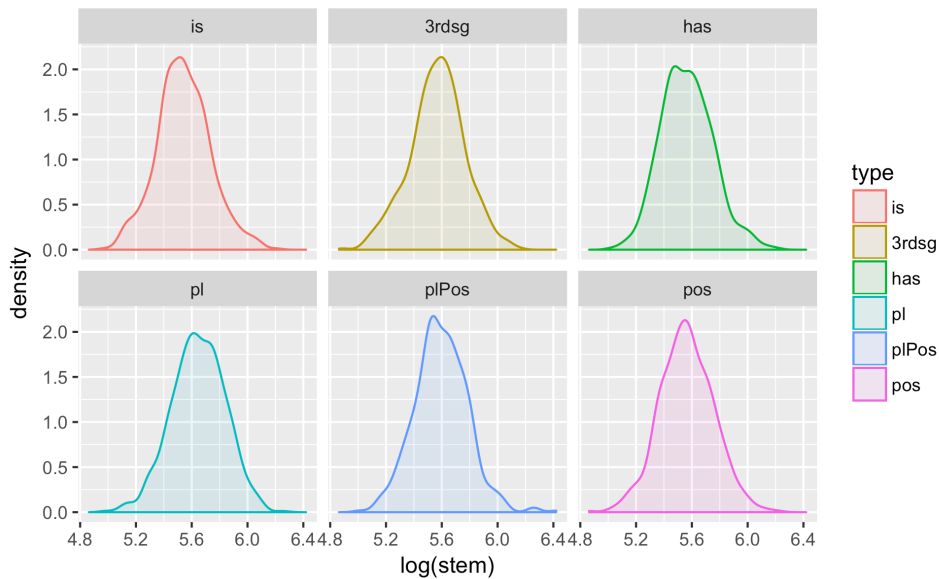 is 3rdsg has
2.0
1.5
1.0
0.5
0.0
pl plPos pos
2.0
1.5
1.0
0.5
0.0
4.8 5.2 5.6 6.0 6.4 4.8 5.2 5.6 6.0 6.4 4.8 5.2 5.6 6.0 6.4
log(stem)
density
type
is
3rdsg
has
pl
plPos
pos